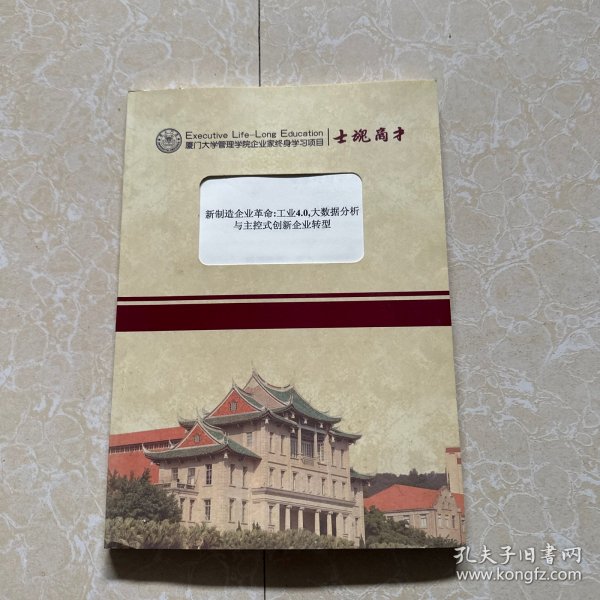 Executive Life-Long Education
厦门大学管理学院企业家终身学习项目
士魂商才
新制造企业革命:工业4.0,大数据分析
与主控式创新企业转型
孔夫子旧书网
www.kongfz.com